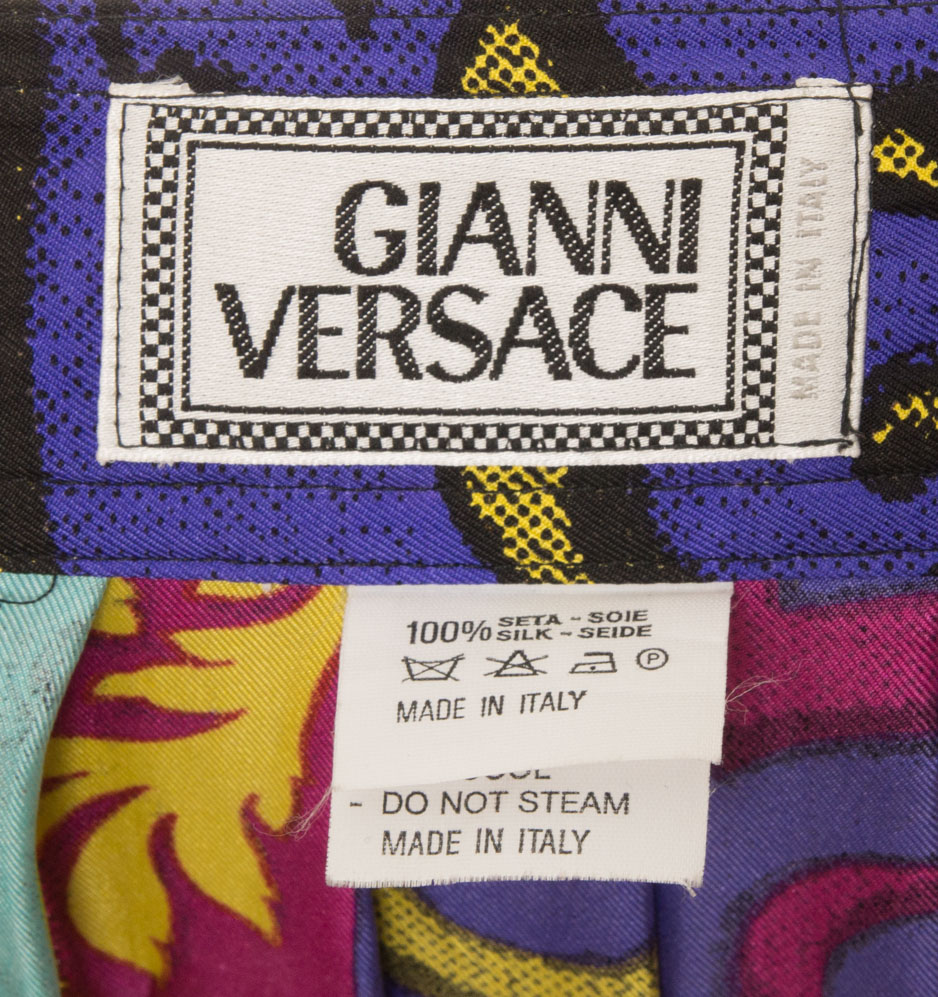 GIANNI
VERSACE
MADE IN ITALY
100% SETA - SOIE
SILK - SEIDE
P
MADE IN ITALY
- DO NOT STEAM
MADE IN ITALY